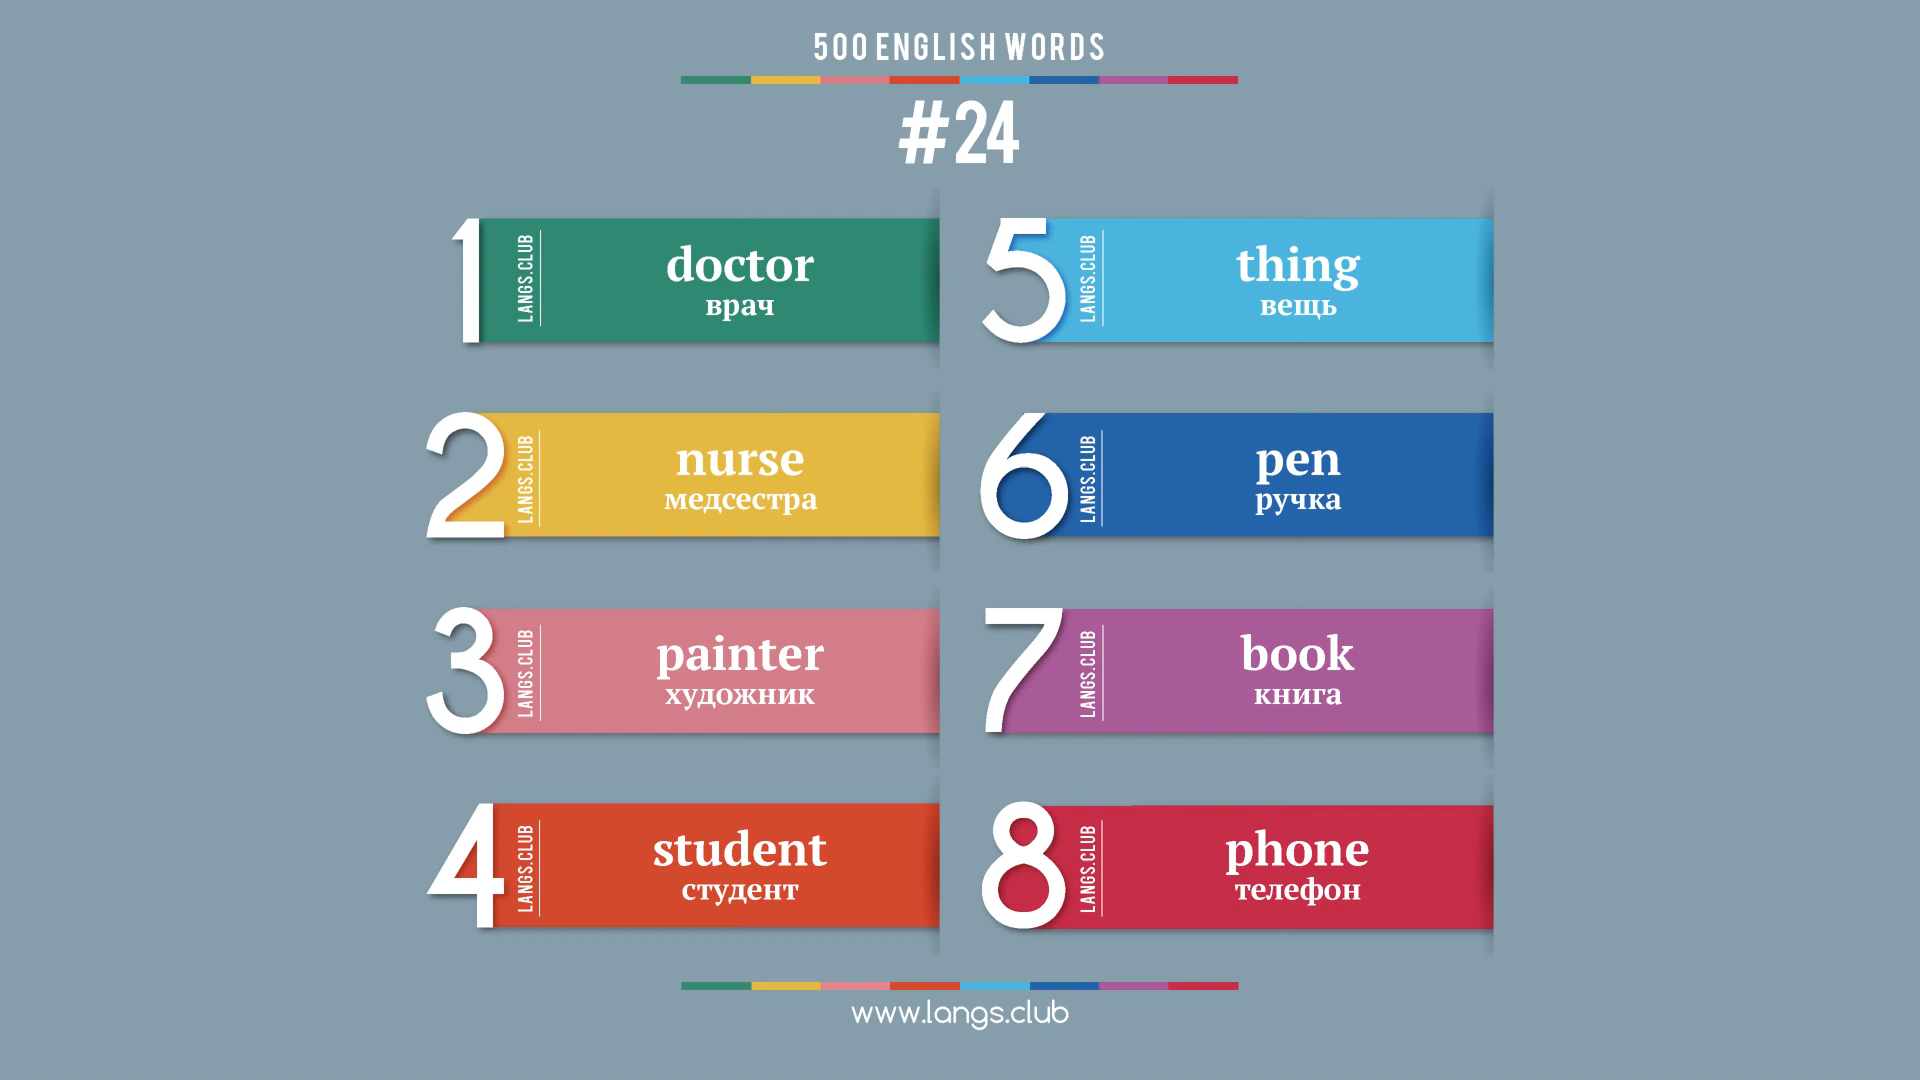 500 ENGLISH WORDS
#24
1
LANGS.CLUB
doctor
врач
2
LANGS.CLUB
nurse
медсестра
3
LANGS.CLUB
painter
художник
4
LANGS.CLUB
student
студент
5
LANGS.CLUB
thing
вещь
6
LANGS.CLUB
pen
ручка
7
LANGS.CLUB
book
книга
8
LANGS.CLUB
phone
телефон
www.langs.club